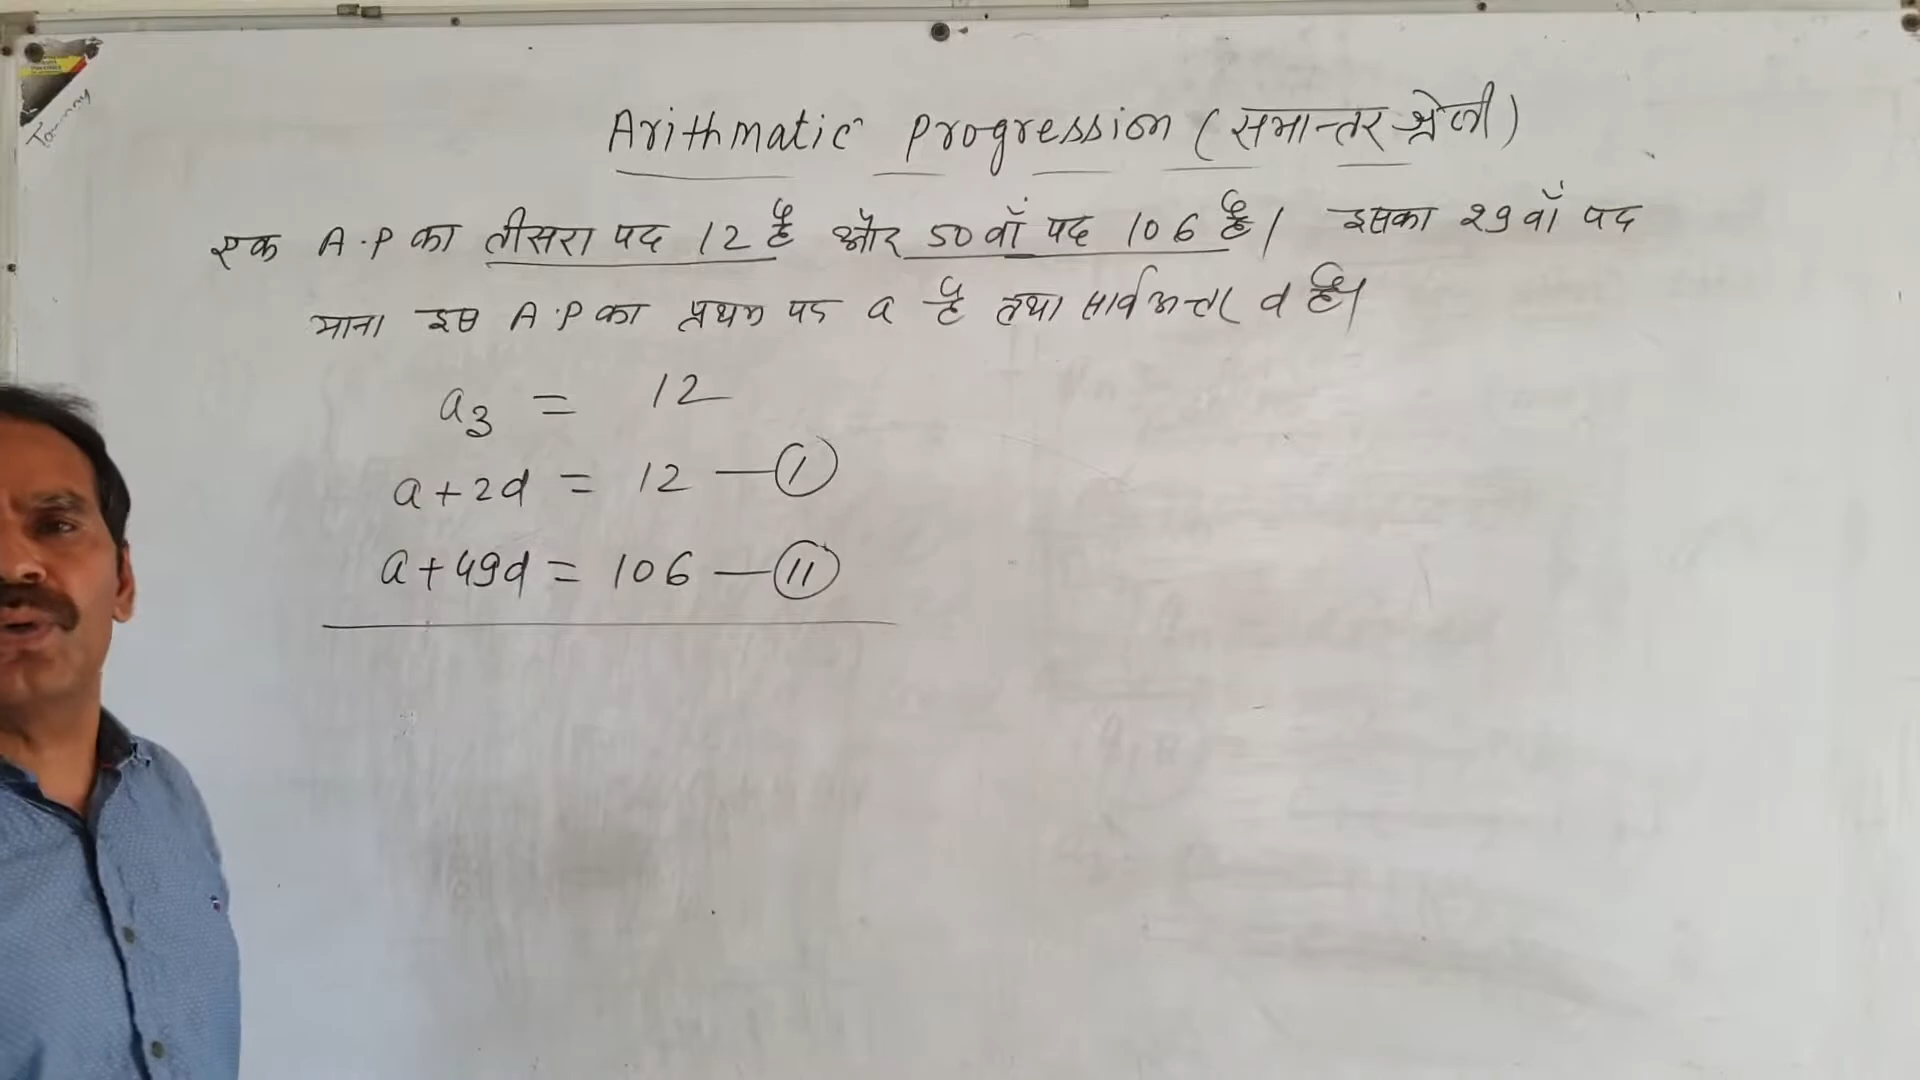 Tammy
Arithmatic Progression (समान्तर श्रेणी)
एक A.P का तीसरा पद 12 है और 50 वाँ पद 106 है। इसका 29 वाँ पद
माना इस A.P का प्रथम पद a है तथा सार्वअन्तर d है।
a3 = 12
a+2d = 12 — (I)
a+49d = 106 — (II)